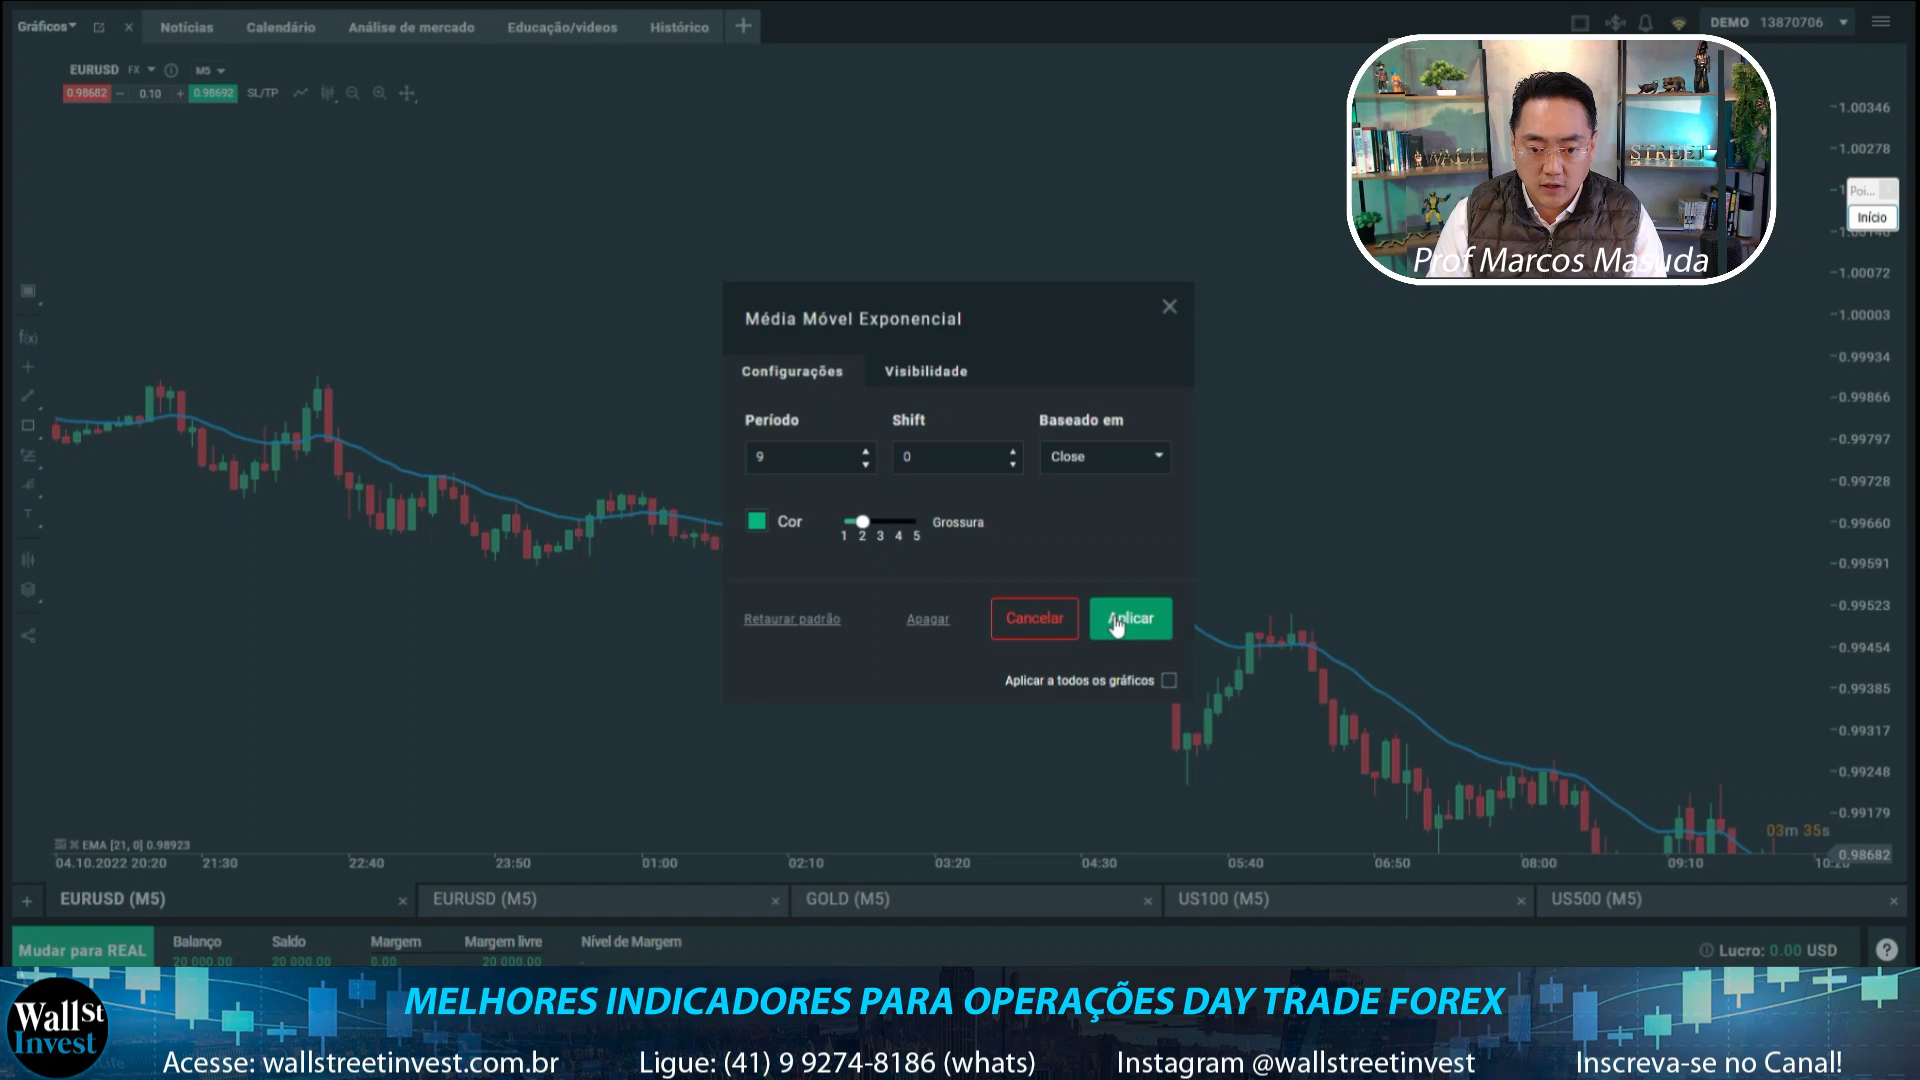 Gráficos
Notícias
Calendário
Análise de mercado
Educação/videos
Histórico
DEMO 13870706
EURUSD FX
M5
0.98682
0.10
0.98692
SL/TP
WALL
STREET
Prof Marcos Masuda
Poi...
Início
1.00346
1.00278
1.00072
1.00003
0.99934
0.99866
0.99797
0.99728
0.99660
0.99591
0.99523
0.99454
0.99385
0.99317
0.99248
0.99179
03m 35s
0.98682
f(x)
T
Média Móvel Exponencial
Configurações
Visibilidade
Período
Shift
Baseado em
9
0
Close
Cor
1 2 3 4 5
Grossura
Retaurar padrão
Apagar
Cancelar
Aplicar
Aplicar a todos os gráficos
EMA [21, 0] 0.98923
04.10.2022 20:20
21:30
22:40
23:50
01:00
02:10
03:20
04:30
05:40
06:50
08:00
09:10
EURUSD (M5)
EURUSD (M5)
GOLD (M5)
US100 (M5)
US500 (M5)
Mudar para REAL
Balanço
Saldo
Margem
Margem livre
Nível de Margem
20 000.00
20 000.00
0.00
20 000.00
-
Lucro: 0.00 USD
?
WallSt
Invest
MELHORES INDICADORES PARA OPERAÇÕES DAY TRADE FOREX
Acesse: wallstreetinvest.com.br
Ligue: (41) 9 9274-8186 (whats)
Instagram @wallstreetinvest
Inscreva-se no Canal!